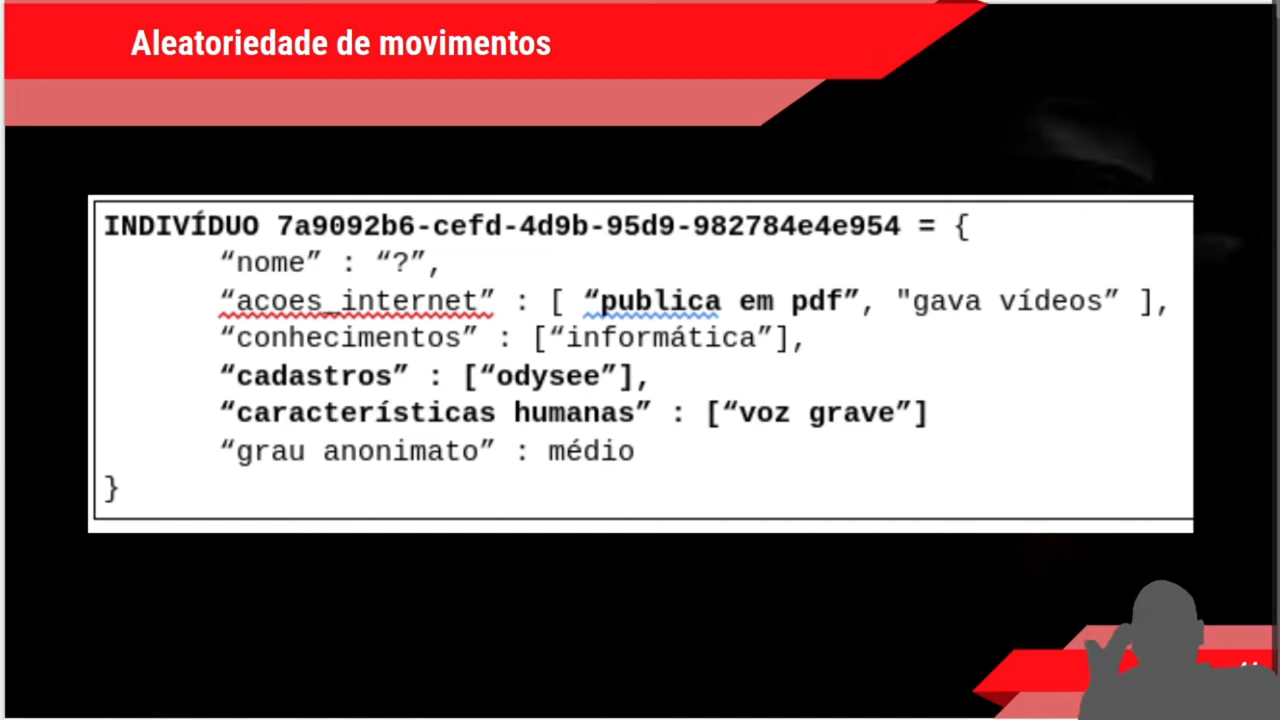 Aleatoriedade de movimentos
INDIVÍDUO 7a9092b6-cefd-4d9b-95d9-982784e4e954 = {
“nome” : “?”,
“acoes_internet” : [ “publica em pdf”, "gava vídeos” ],
“conhecimentos” : [“informática”],
“cadastros” : [“odysee”],
“características humanas” : [“voz grave”]
“grau anonimato” : médio
}